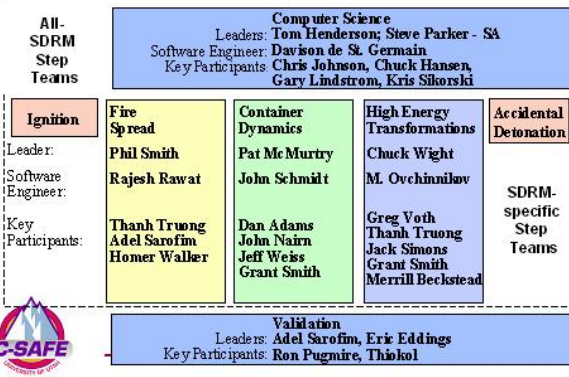 All-
SDRM
Step
Teams
Computer Science
Leaders: Tom Henderson; Steve Parker - SA
Software Engineer: Davison de St. Germain
Key Participants: Chris Johnson, Chuck Hansen,
Gary Lindstrom, Kris Sikorski
Ignition
Fire
Spread
Container
Dynamics
High Energy
Transformations
Accidental
Detonation
Leader:
Phil Smith
Pat McMurtry
Chuck Wight
Software
Engineer:
Rajesh Rawat
John Schmidt
M. Ovchinnikov
Key
Participants:
Thanh Truong
Adel Sarofim
Homer Walker
Dan Adams
John Nairn
Jeff Weiss
Grant Smith
Greg Voth
Thanh Truong
Jack Simons
Grant Smith
Merrill Beckstead
SDRM-
specific
Step
Teams
Validation
Leaders: Adel Sarofim, Eric Eddings
Key Participants: Ron Pugmire, Thiokol
C-SAFE
UNIVERSITY OF UTAH